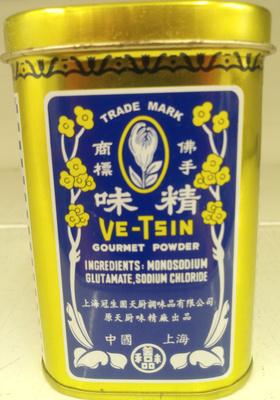 TRADE MARK
商標 佛手
味精
VE-TSIN
GOURMET POWDER
INGREDIENTS: MONOSODIUM
GLUTAMATE, SODIUM CHLORIDE
上海冠生園天厨調味品有限公司
原天厨味精廠出品
中國 上海